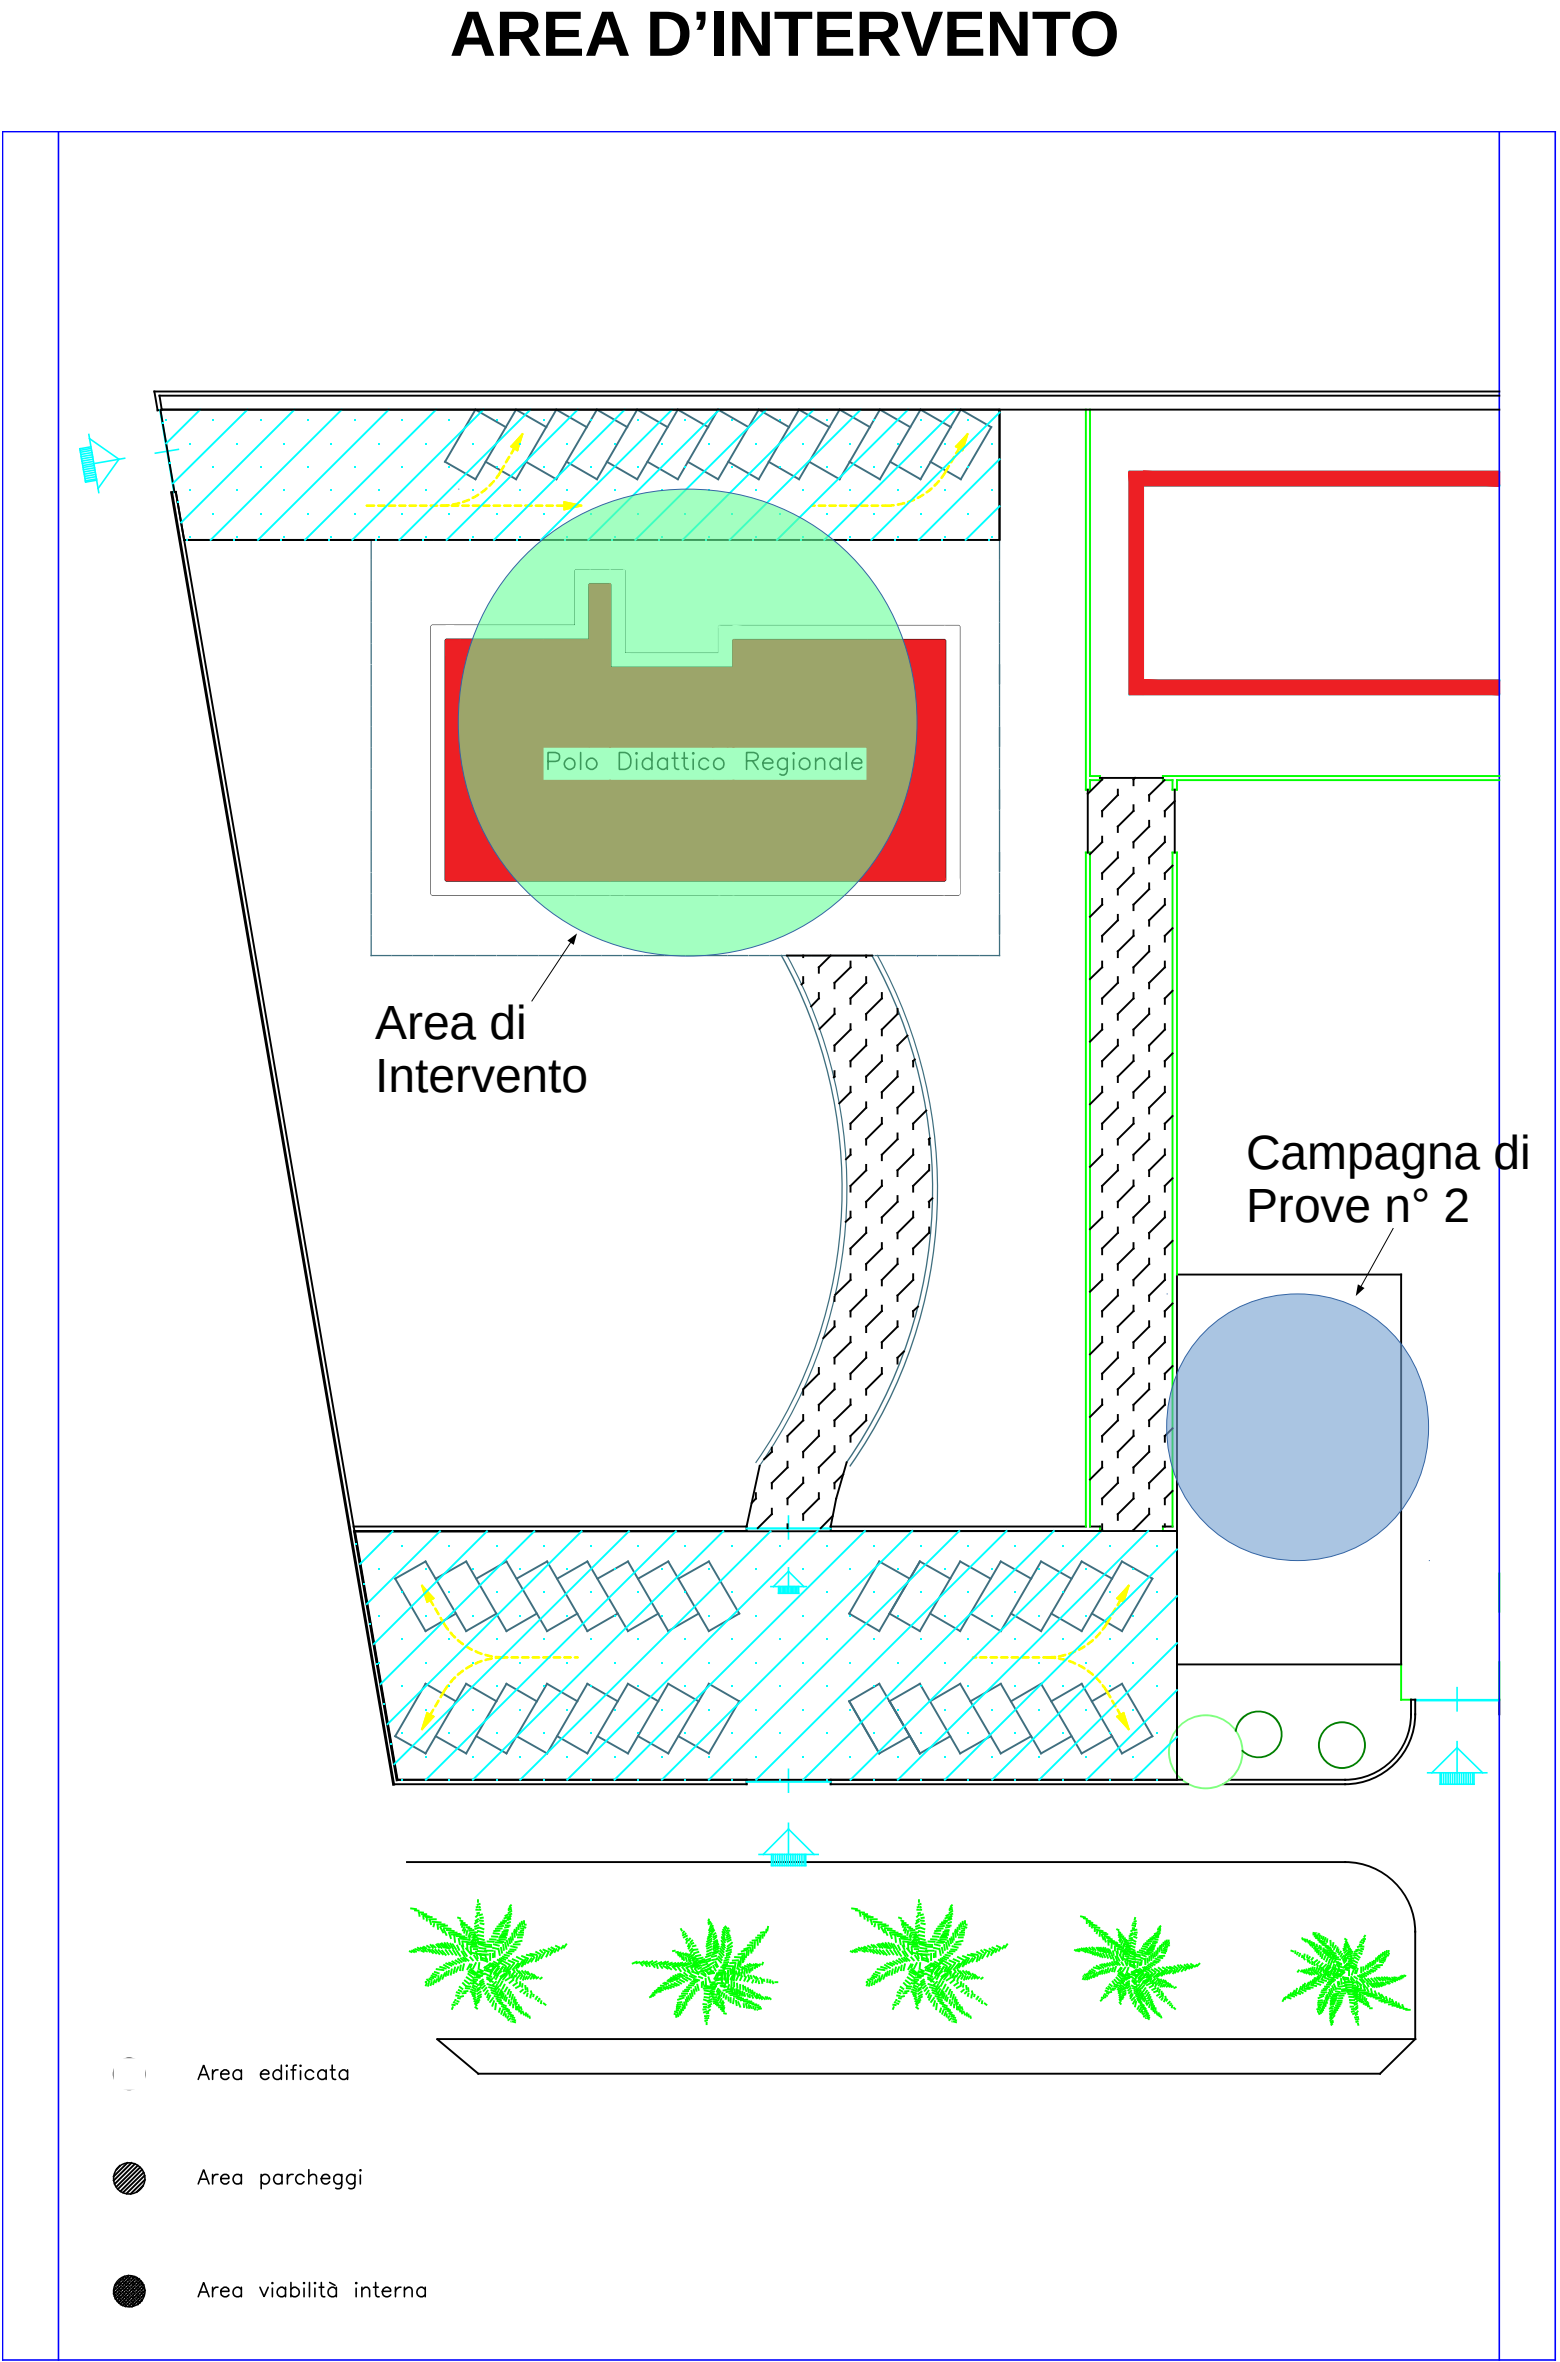 AREA D’INTERVENTO
Polo Didattico Regionale
Area di
Intervento
Campagna di
Prove n° 2
Area edificata
Area parcheggi
Area viabilità interna